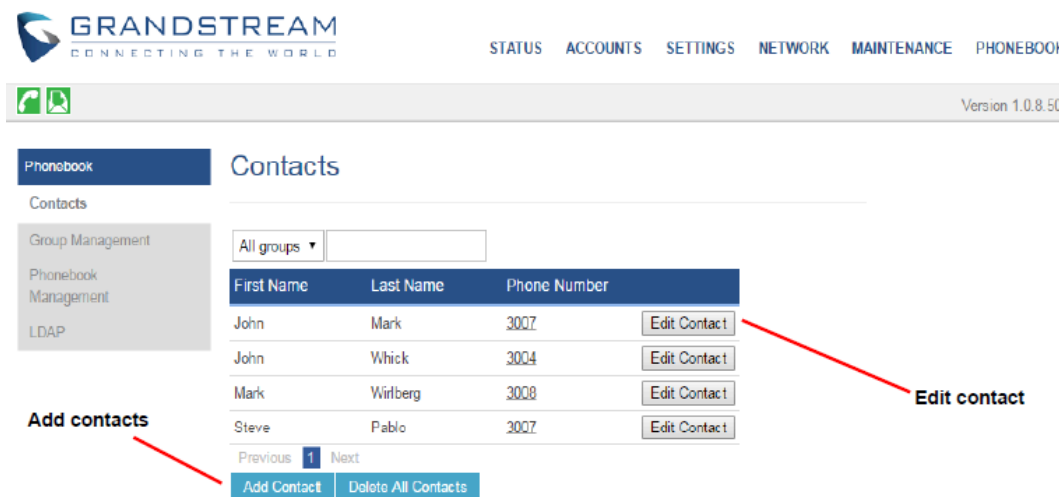 GRANDSTREAM
CONNECTING THE WORLD
STATUS ACCOUNTS SETTINGS NETWORK MAINTENANCE PHONEBOOK
Version 1.0.8.50
Phonebook
Contacts
Group Management
Phonebook
Management
LDAP
Contacts
All groups
First Name Last Name Phone Number
John Mark 3007 Edit Contact
John Whick 3004 Edit Contact
Mark Wirlberg 3008 Edit Contact
Steve Pablo 3007 Edit Contact
Previous 1 Next
Add Contact Delete All Contacts
Add contacts
Edit contact